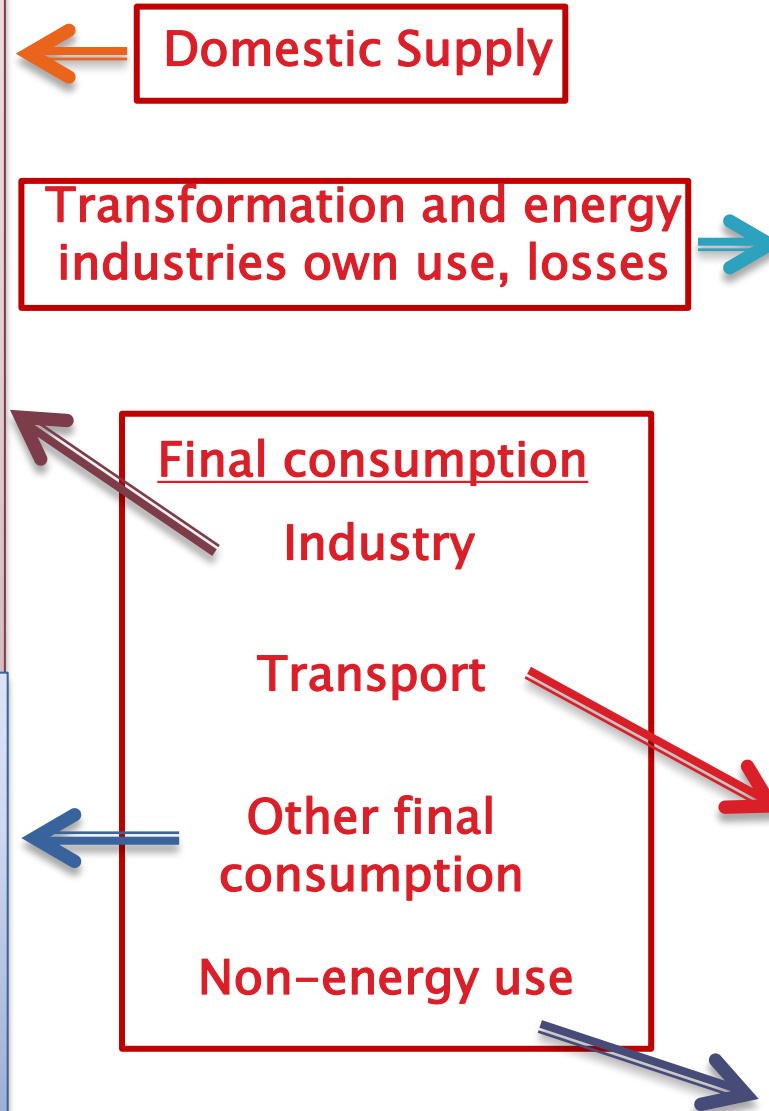 Domestic Supply
Transformation and energy
industries own use, losses
Final consumption
Industry
Transport
Other final
consumption
Non-energy use